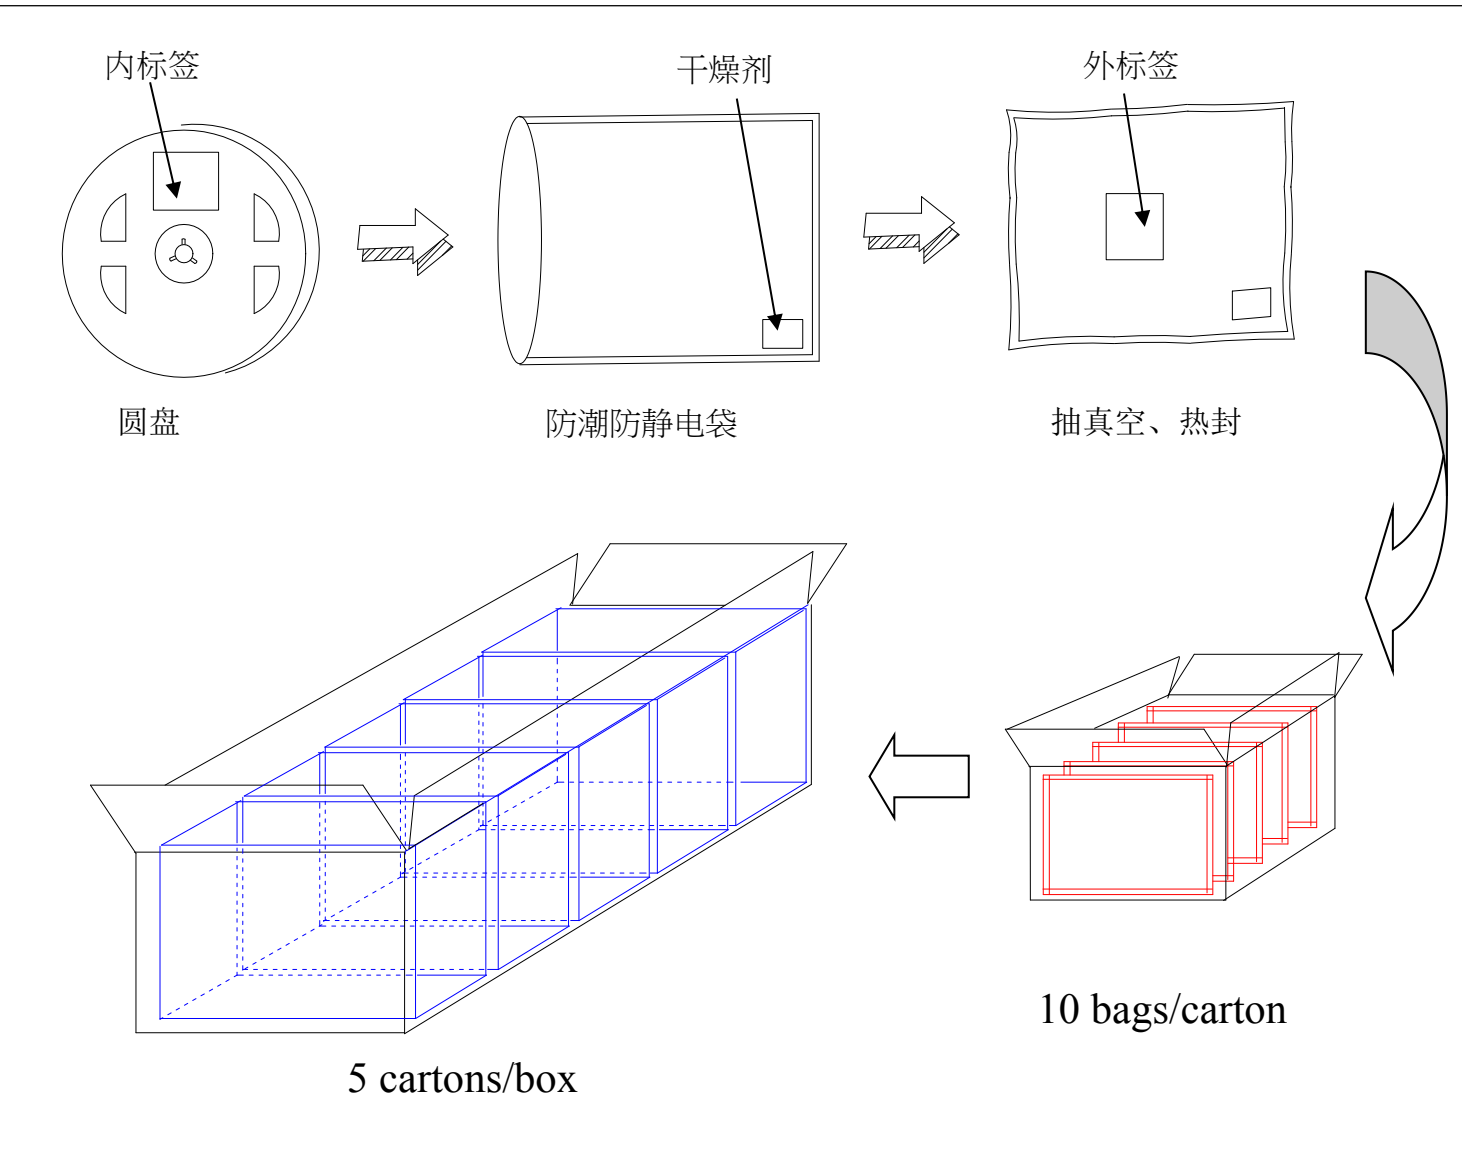 内标签
干燥剂
外标签
圆盘
防潮防静电袋
抽真空、热封
10 bags/carton
5 cartons/box